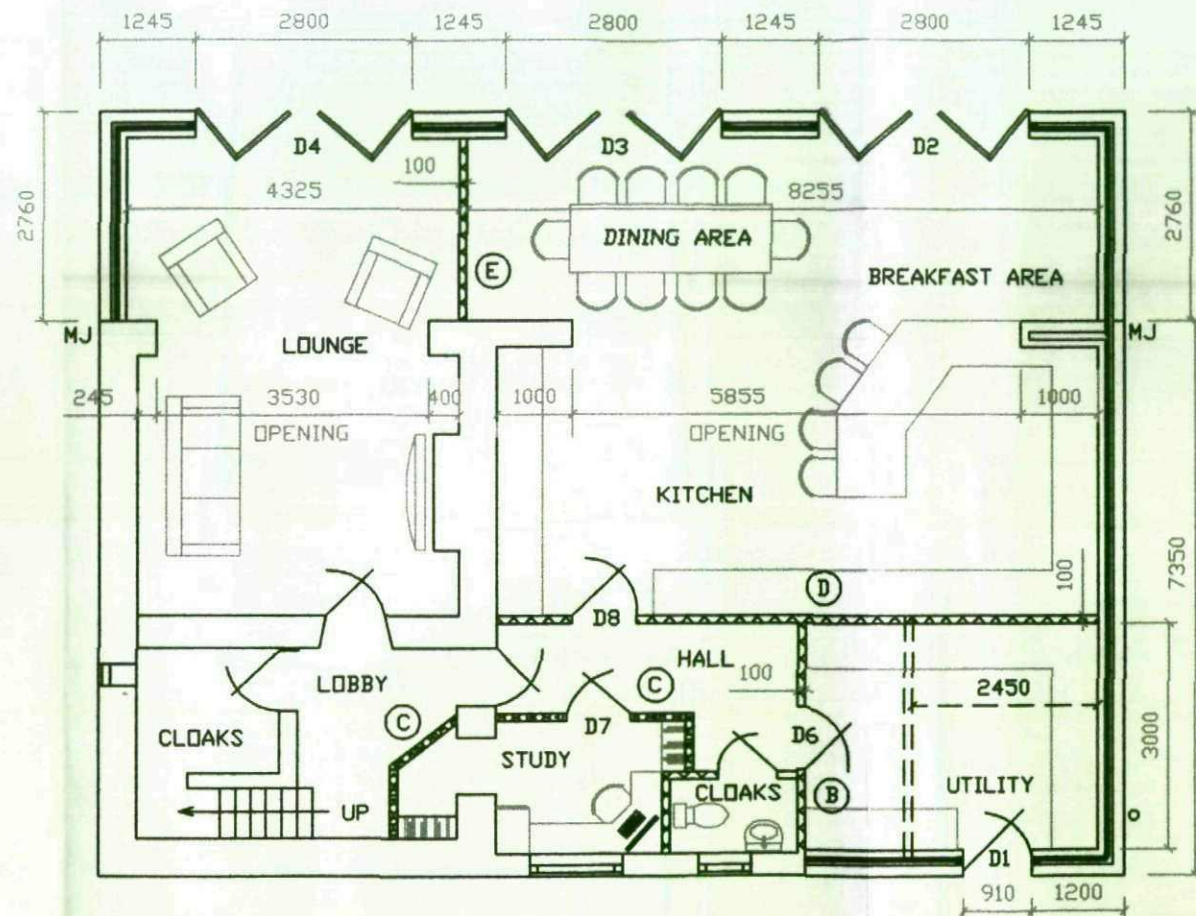 1245 2800 1245 2800 1245 2800 1245
D4 D3 D2
100
4325 8255
2760 2760
DINING AREA
E
BREAKFAST AREA
MJ MJ
LOUNGE
245 3530 400 1000 5855 1000
OPENING OPENING
KITCHEN
7350
100
D
D8
HALL
LOBBY C 100
2450
C
D7 D6
CLOAKS
STUDY
3000
CLOAKS B UTILITY
UP
D1
910 1200